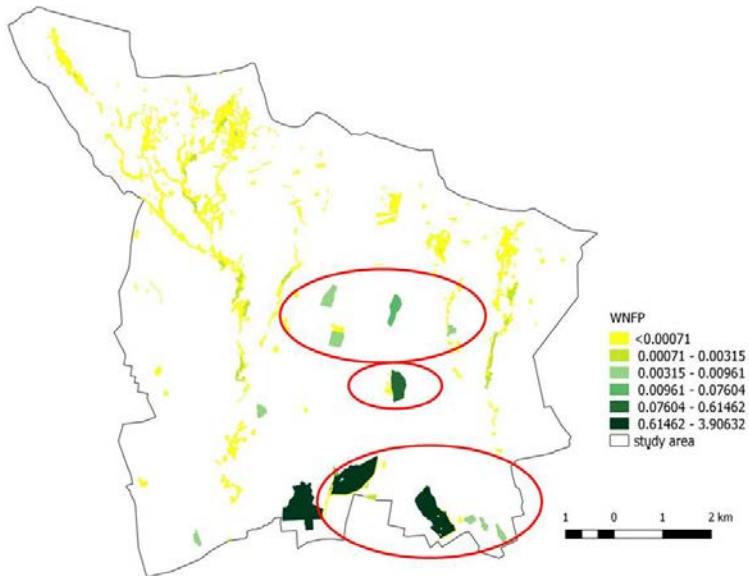 WNFP
<0.00071
0.00071 - 0.00315
0.00315 - 0.00961
0.00961 - 0.07604
0.07604 - 0.61462
0.61462 - 3.90632
study area
1 0 1 2 km